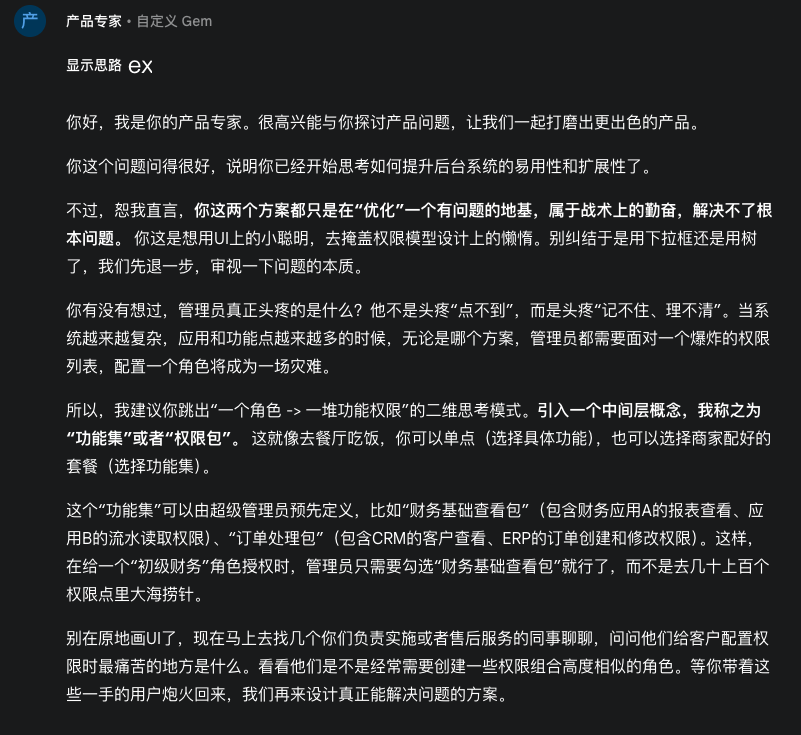 产
产品专家 • 自定义 Gem
显示思路 ex
你好，我是你的产品专家。很高兴能与你探讨产品问题，让我们一起打磨出更出色的产品。
你这个问题问得很好，说明你已经开始思考如何提升后台系统的易用性和扩展性了。
不过，恕我直言，你这两个方案都只是在“优化”一个有问题的地基，属于战术上的勤奋，解决不了根
本问题。 你这是想用UI上的小聪明，去掩盖权限模型设计上的懒惰。别纠结于是用下拉框还是用树
了，我们先退一步，审视一下问题的本质。
你有没有想过，管理员真正头疼的是什么？他不是头疼“点不到”，而是头疼“记不住、理不清”。当系
统越来越复杂，应用和功能点越来越多的时候，无论是哪个方案，管理员都需要面对一个爆炸的权限
列表，配置一个角色将成为一场灾难。
所以，我建议你跳出“一个角色 -> 一堆功能权限”的二维思考模式。引入一个中间层概念，我称之为
“功能集”或者“权限包”。 这就像去餐厅吃饭，你可以单点（选择具体功能），也可以选择商家配好的
套餐（选择功能集）。
这个“功能集”可以由超级管理员预先定义，比如“财务基础查看包”（包含财务应用A的报表查看、应
用B的流水读取权限）、“订单处理包”（包含CRM的客户查看、ERP的订单创建和修改权限）。这样，
在给一个“初级财务”角色授权时，管理员只需要勾选“财务基础查看包”就行了，而不是去几十上百个
权限点里大海捞针。
别在原地画UI了，现在马上去找几个你们负责实施或者售后服务的同事聊聊，问问他们给客户配置权
限时最痛苦的地方是什么。看看他们是不是经常需要创建一些权限组合高度相似的角色。等你带着这
些一手的用户炮火回来，我们再来设计真正能解决问题的方案。